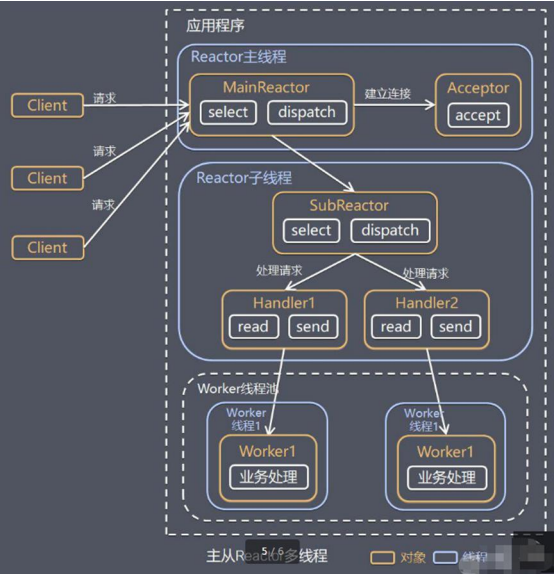 应用程序
Reactor主线程
MainReactor
select
dispatch
建立连接
Acceptor
accept
Client
请求
Client
请求
Client
请求
Reactor子线程
SubReactor
select
dispatch
处理请求
处理请求
Handler1
read
send
Handler2
read
send
Worker线程池
Worker
线程1
Worker1
业务处理
Worker
线程1
Worker1
业务处理
主从Reactor多线程
5 / 6
对象
线程